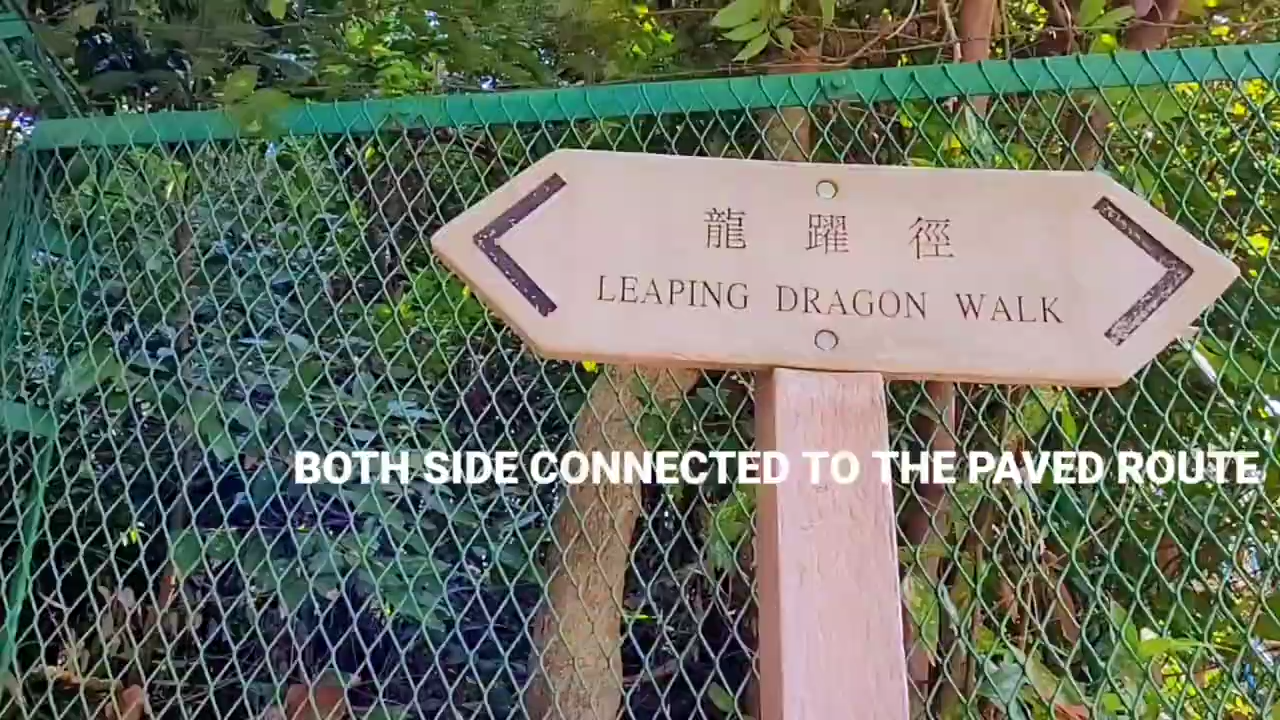 龍躍徑
LEAPING DRAGON WALK
BOTH SIDE CONNECTED TO THE PAVED ROUTE